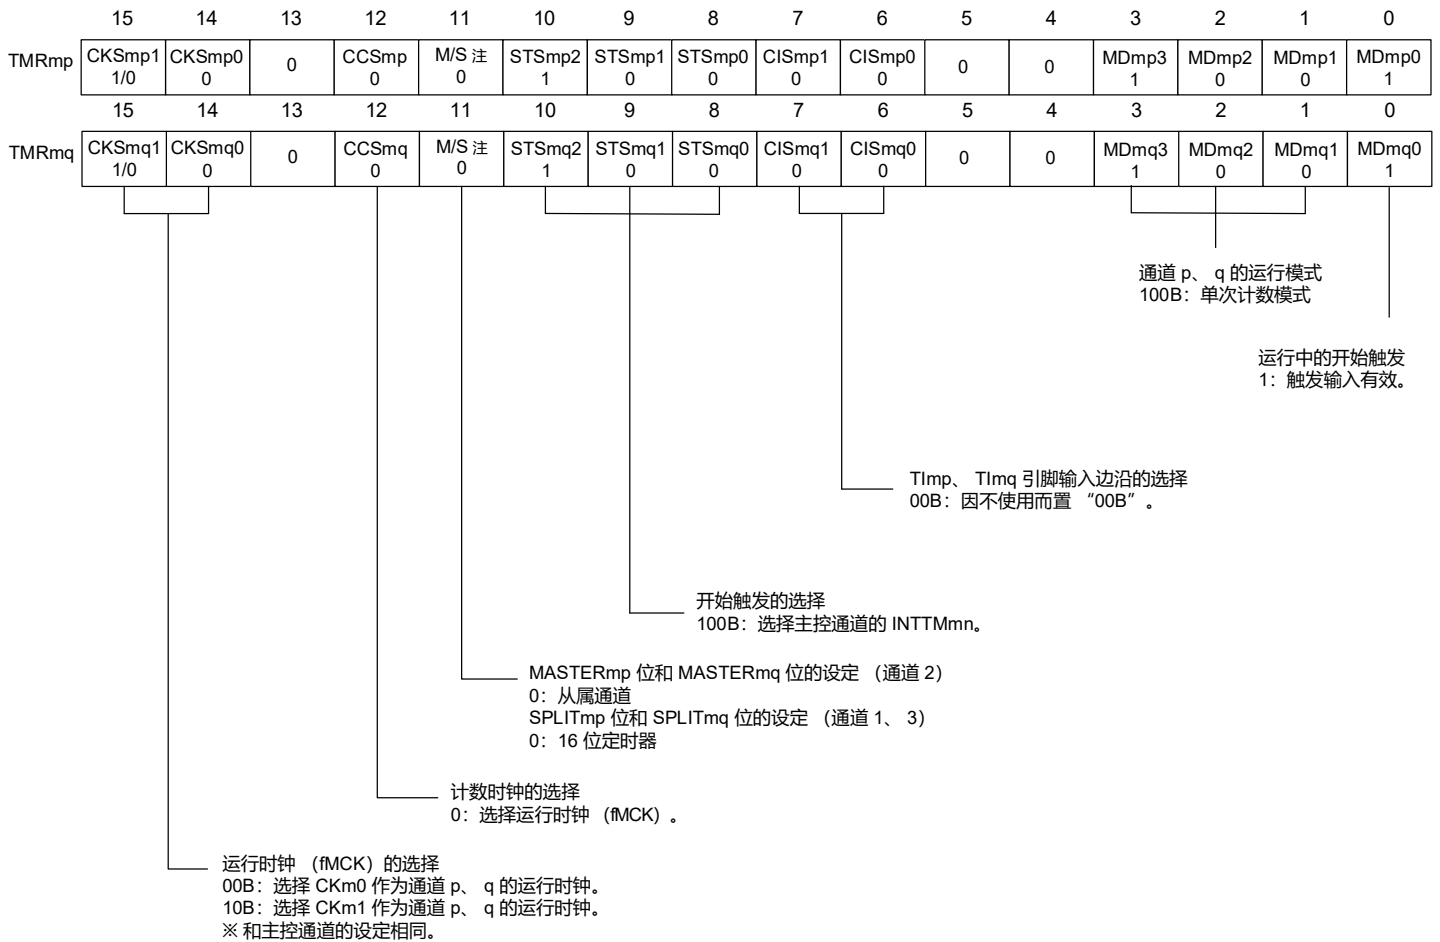 15 14 13 12 11 10 9 8 7 6 5 4 3 2 1 0
TMRmp CKSmp1 CKSmp0 0 CCSmp M/S 注 STSmp2 STSmp1 STSmp0 CISmp1 CISmp0 0 0 MDmp3 MDmp2 MDmp1 MDmp0
1/0 0 0 0 1 0 0 0 0 1 0 0 1
15 14 13 12 11 10 9 8 7 6 5 4 3 2 1 0
TMRmq CKSmq1 CKSmq0 0 CCSmq M/S 注 STSmq2 STSmq1 STSmq0 CISmq1 CISmq0 0 0 MDmq3 MDmq2 MDmq1 MDmq0
1/0 0 0 0 1 0 0 0 0 1 0 0 1
通道 p、 q 的运行模式
100B：单次计数模式
运行中的开始触发
1：触发输入有效。
TImp、 TImq 引脚输入边沿的选择
00B：因不使用而置 “00B”。
开始触发的选择
100B：选择主控通道的 INTTMmn。
MASTERmp 位和 MASTERmq 位的设定 （通道 2）
0：从属通道
SPLITmp 位和 SPLITmq 位的设定 （通道 1、 3）
0：16 位定时器
计数时钟的选择
0：选择运行时钟 （fMCK）。
运行时钟 （fMCK）的选择
00B：选择 CKm0 作为通道 p、 q 的运行时钟。
10B：选择 CKm1 作为通道 p、 q 的运行时钟。
※ 和主控通道的设定相同。